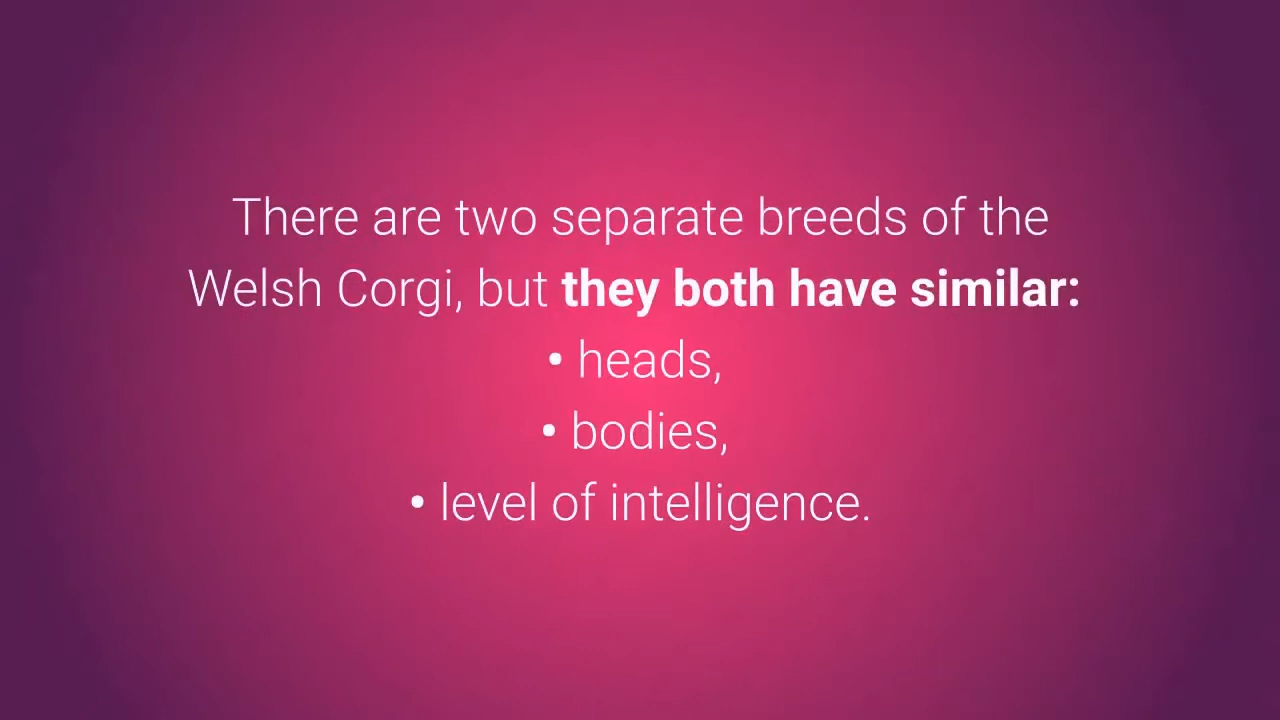 There are two separate breeds of the
Welsh Corgi, but they both have similar:
• heads,
• bodies,
• level of intelligence.